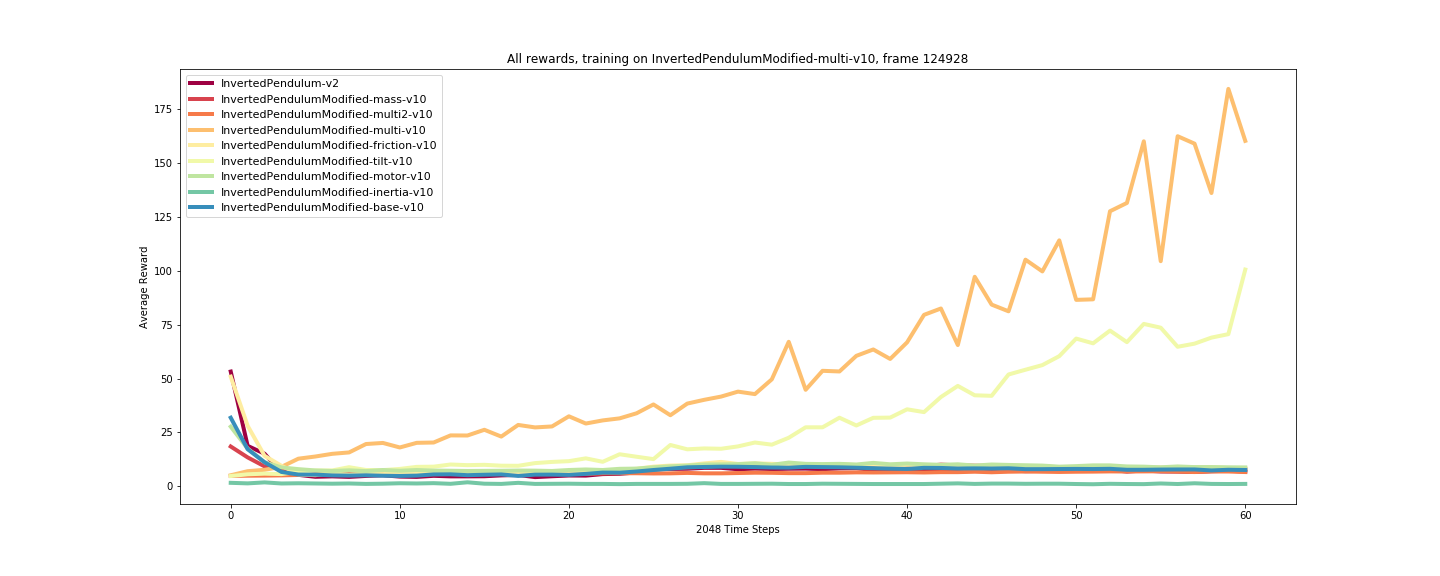 All rewards, training on InvertedPendulumModified-multi-v10, frame 124928
InvertedPendulum-v2
InvertedPendulumModified-mass-v10
InvertedPendulumModified-multi2-v10
InvertedPendulumModified-multi-v10
InvertedPendulumModified-friction-v10
InvertedPendulumModified-tilt-v10
InvertedPendulumModified-motor-v10
InvertedPendulumModified-inertia-v10
InvertedPendulumModified-base-v10
Average Reward
175
150
125
100
75
50
25
0
0 10 20 30 40 50 60
2048 Time Steps